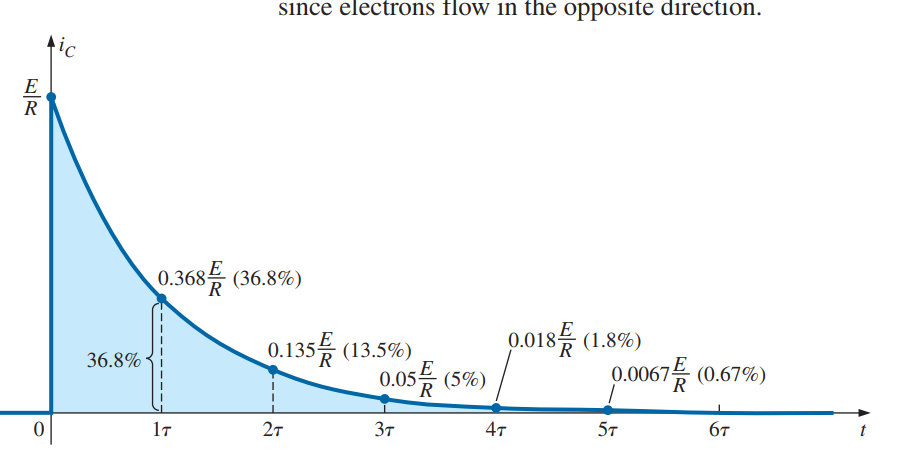 since electrons flow in the opposite direction.
iC
E/R
0.368 E/R (36.8%)
36.8%
0.135 E/R (13.5%)
0.05 E/R (5%)
0.018 E/R (1.8%)
0.0067 E/R (0.67%)
0 1τ 2τ 3τ 4τ 5τ 6τ t